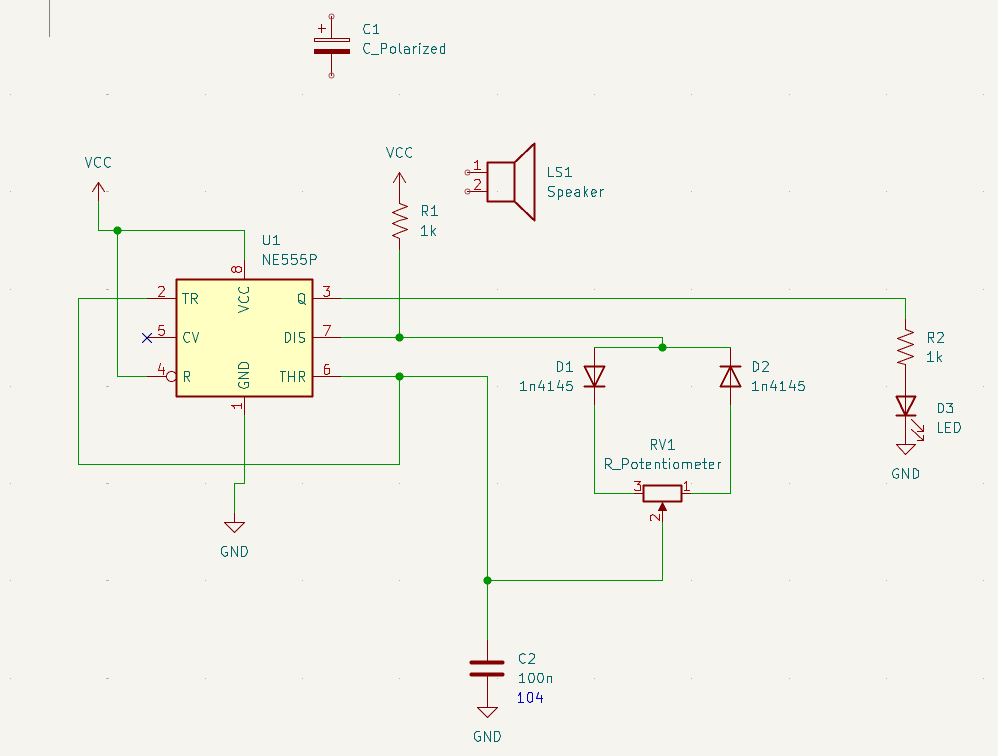 +
C1
C_Polarized
VCC
VCC
1
2
LS1
Speaker
R1
1k
U1
NE555P
8
2
TR
VCC
Q
3
5
CV
DIS
7
4
R
GND
THR
6
1
R2
1k
D1
1n4145
D2
1n4145
D3
LED
GND
RV1
R_Potentiometer
3
1
2
GND
C2
100n
104
GND